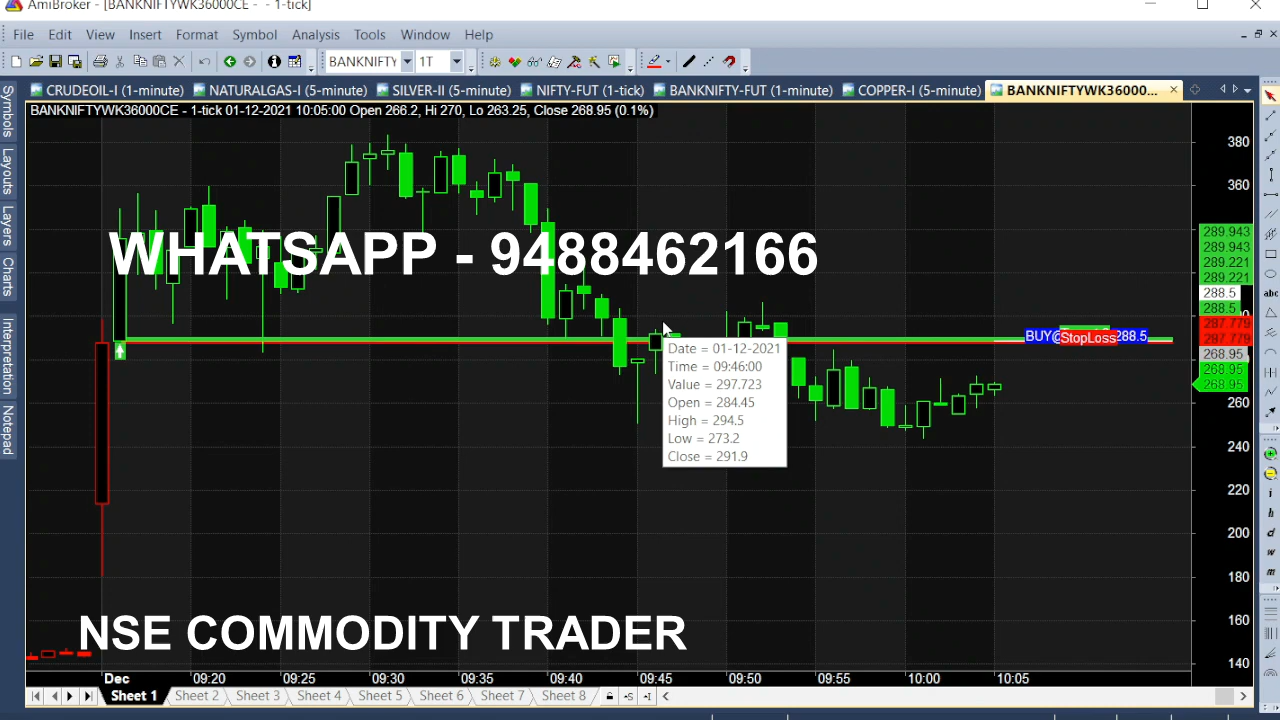 AmiBroker - [BANKNIFTYWK36000CE - - 1-tick]
File Edit View Insert Format Symbol Analysis Tools Window Help
BANKNIFTY 1T
CRUDEOIL-I (1-minute) NATURALGAS-I (5-minute) SILVER-II (5-minute) NIFTY-FUT (1-tick) BANKNIFTY-FUT (1-minute) COPPER-I (5-minute) BANKNIFTYWK36000...
BANKNIFTYWK36000CE - 1-tick 01-12-2021 10:05:00 Open 266.2, Hi 270, Lo 263.25, Close 268.95 (0.1%)
Symbols
Layouts
Layers
Charts
Interpretation
Notepad
WHATSAPP - 9488462166
380
360
289.943
289.943
289.221
289.221
288.5
288.5
287.779
287.779
268.95
268.95
268.95
260
240
220
200
180
160
140
BUY@ StopLoss 288.5
Date = 01-12-2021
Time = 09:46:00
Value = 297.723
Open = 284.45
High = 294.5
Low = 273.2
Close = 291.9
NSE COMMODITY TRADER
Dec 09:20 09:25 09:30 09:35 09:40 09:45 09:50 09:55 10:00 10:05
Sheet 1 Sheet 2 Sheet 3 Sheet 4 Sheet 5 Sheet 6 Sheet 7 Sheet 8
abc
i
h
d
w
m